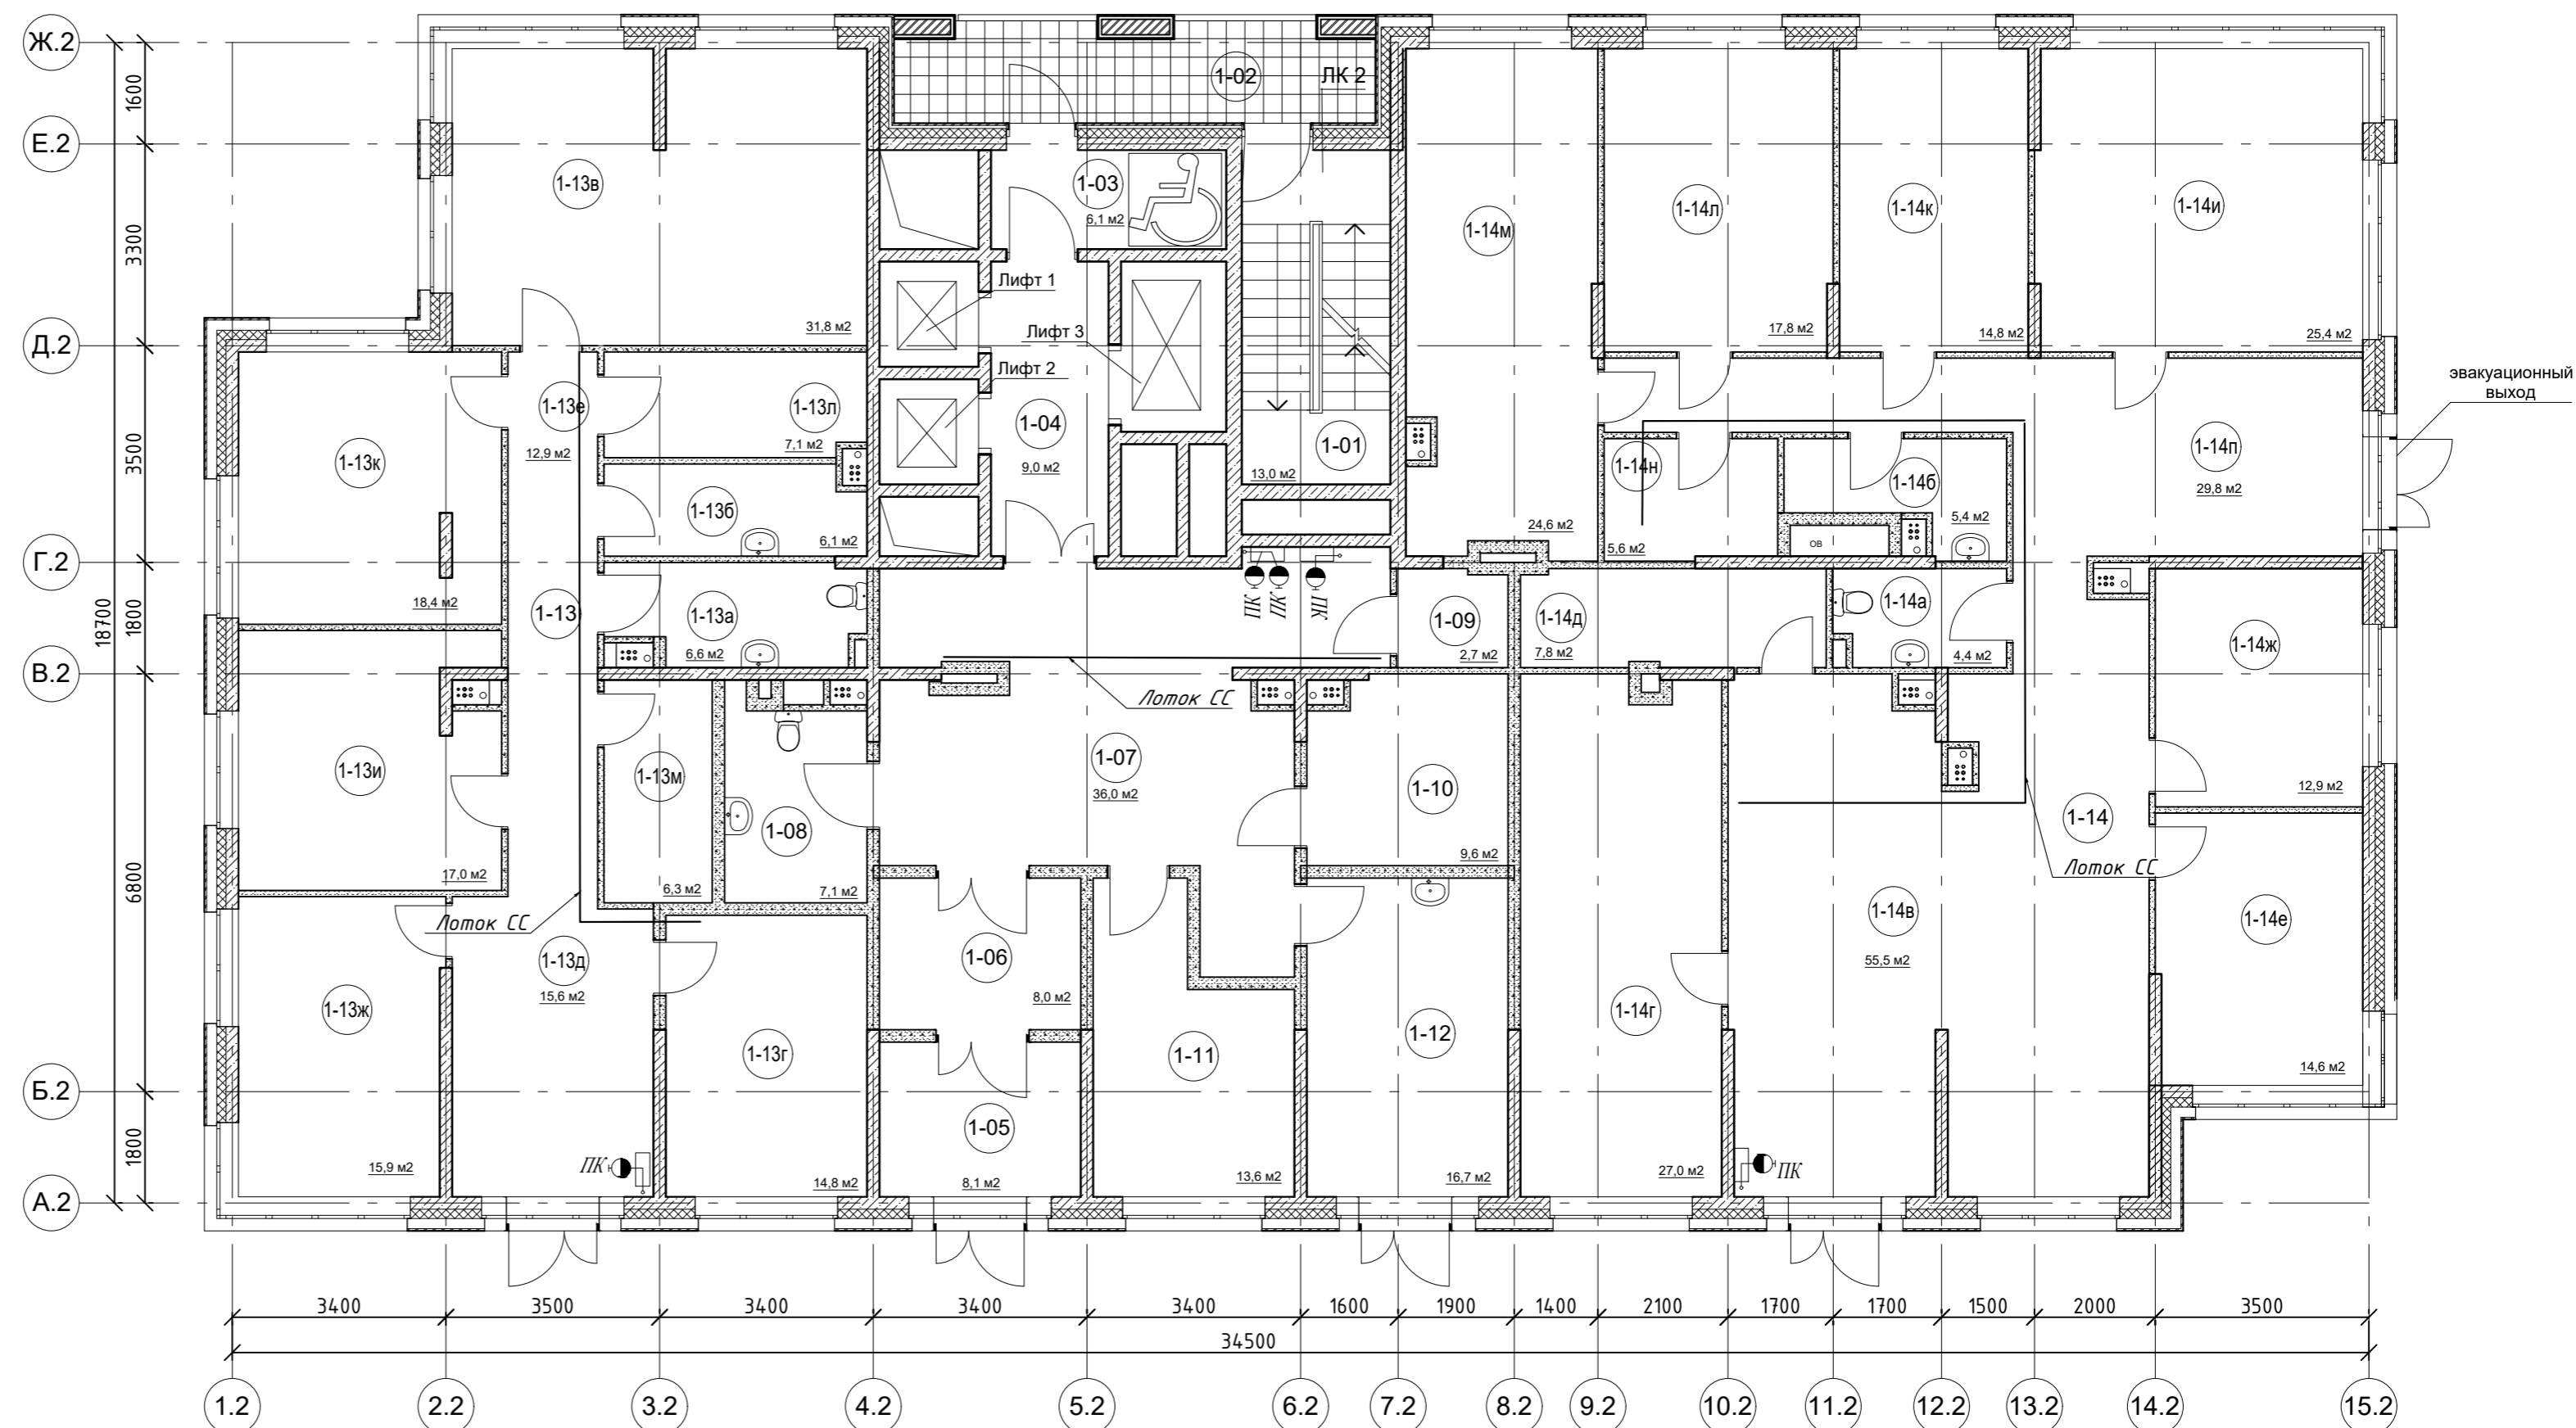 Ж.2
Е.2
Д.2
Г.2
В.2
Б.2
А.2
1600
3300
3500
1800
6800
1800
18700
1-02
ЛК 2
1-13в
31,8 м2
1-03
6,1 м2
1-14м
24,6 м2
1-14л
17,8 м2
1-14к
14,8 м2
1-14и
25,4 м2
Лифт 1
Лифт 3
Лифт 2
эвакуационный
выход
1-13е
12,9 м2
1-13л
7,1 м2
1-04
9,0 м2
1-01
13,0 м2
1-13к
18,4 м2
1-13б
6,1 м2
1-14н
5,6 м2
1-14б
5,4 м2
ОВ
1-14п
29,8 м2
1-13
1-13а
6,6 м2
ПК
ПК
ПК
1-09
2,7 м2
1-14д
7,8 м2
1-14а
4,4 м2
1-14ж
12,9 м2
Лоток СС
1-13и
17,0 м2
1-13м
6,3 м2
1-08
7,1 м2
1-07
36,0 м2
1-10
9,6 м2
1-14
Лоток СС
Лоток СС
1-13д
15,6 м2
1-06
8,0 м2
1-14в
55,5 м2
1-14е
14,6 м2
1-13ж
15,9 м2
1-13г
14,8 м2
1-05
8,1 м2
1-11
13,6 м2
1-12
16,7 м2
1-14г
27,0 м2
ПК
ПК
3400
3500
3400
3400
3400
1600
1900
1400
2100
1700
1700
1500
2000
3500
34500
1.2
2.2
3.2
4.2
5.2
6.2
7.2
8.2
9.2
10.2
11.2
12.2
13.2
14.2
15.2